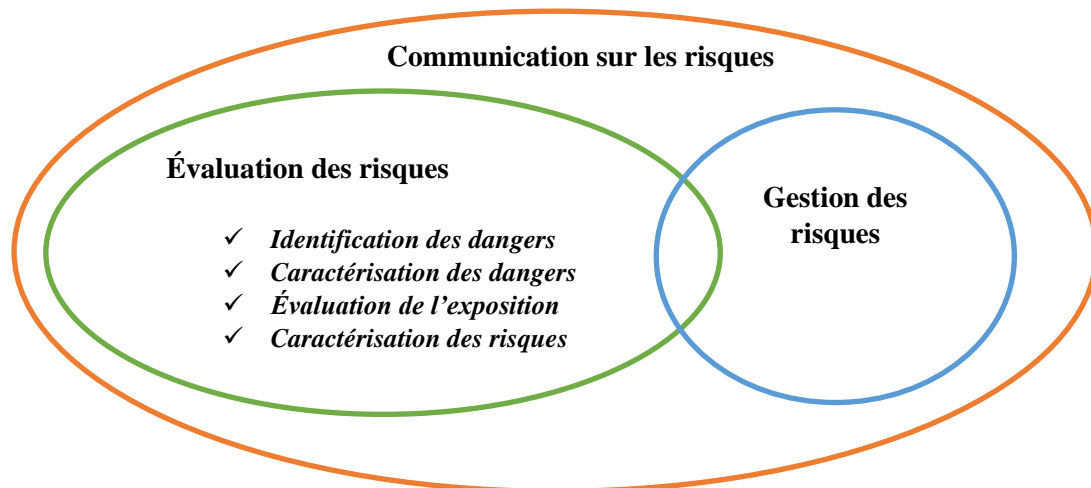 Communication sur les risques
Évaluation des risques
✓ Identification des dangers
✓ Caractérisation des dangers
✓ Évaluation de l’exposition
✓ Caractérisation des risques
Gestion des
risques